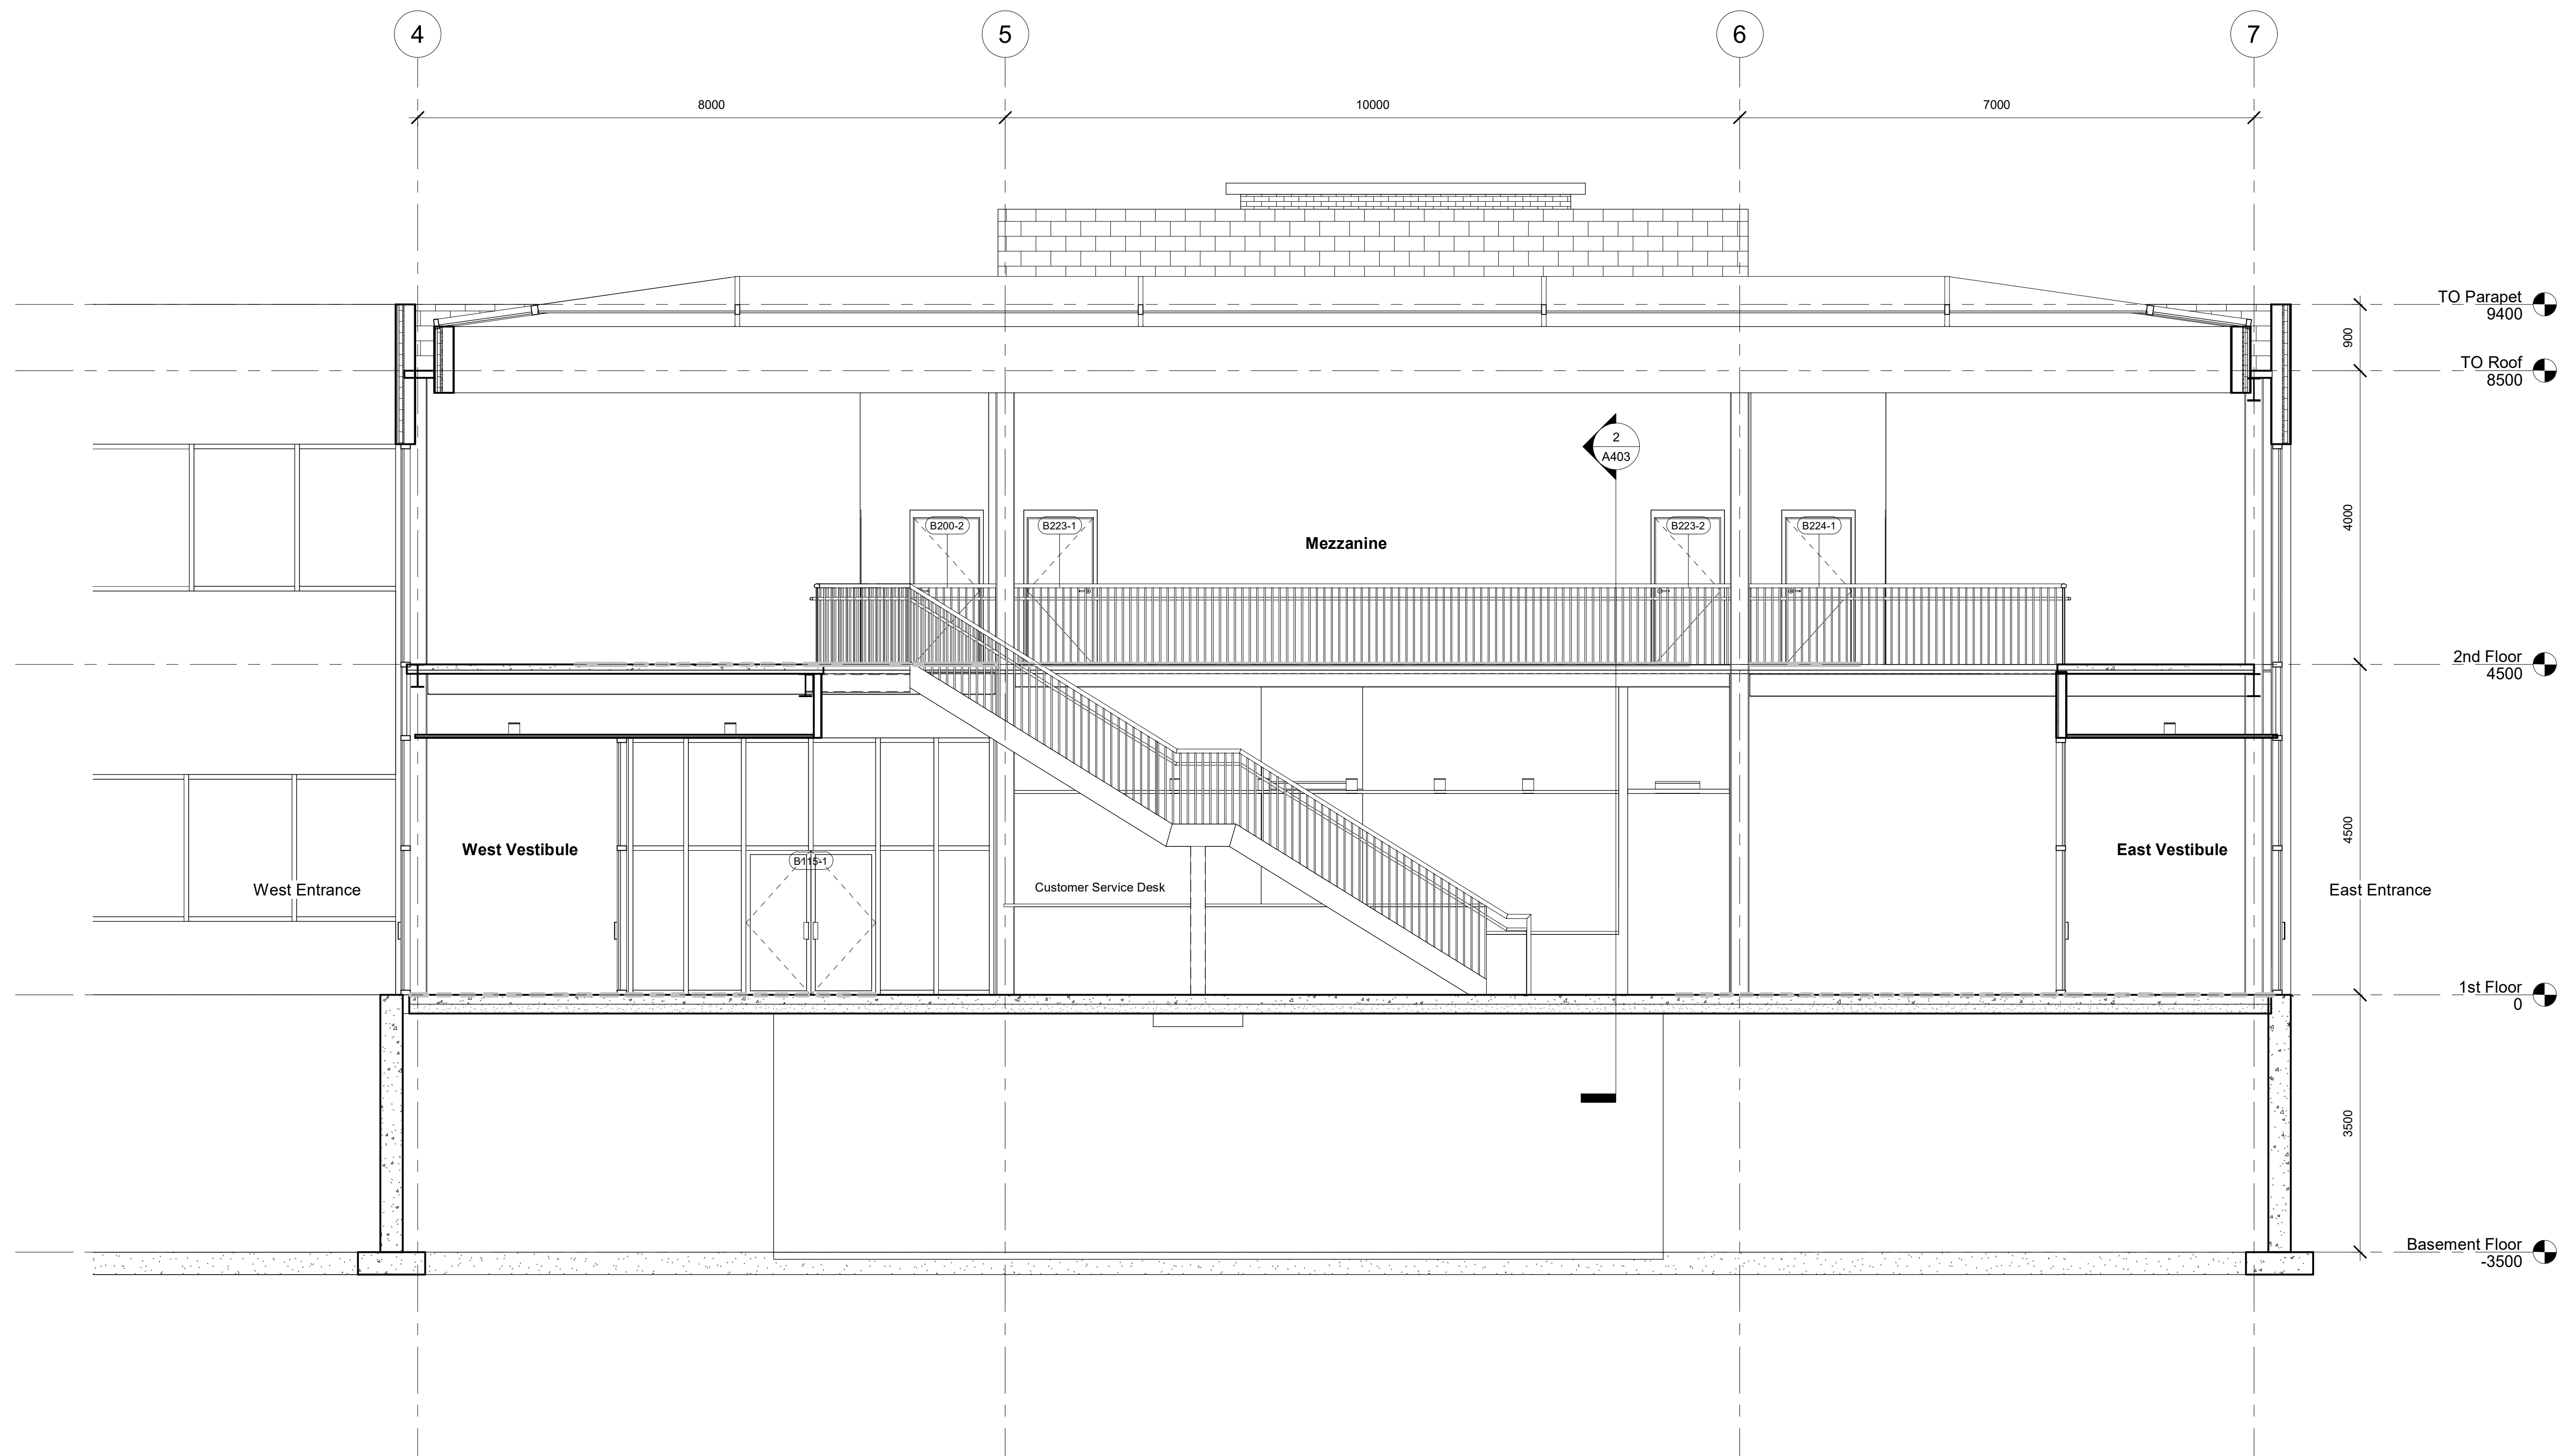 4
5
6
7
8000
10000
7000
TO Parapet
9400
900
TO Roof
8500
2
A403
4000
B200-2
B223-1
B223-2
B224-1
Mezzanine
2nd Floor
4500
4500
West Vestibule
East Vestibule
B115-1
West Entrance
Customer Service Desk
East Entrance
1st Floor
0
3500
Basement Floor
-3500